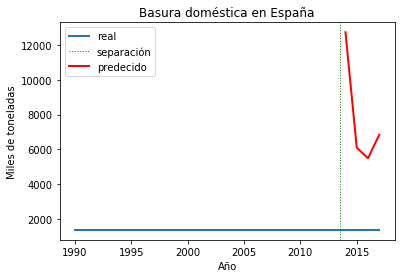 Basura doméstica en España
real
separación
predecido
Miles de toneladas
12000
10000
8000
6000
4000
2000
1990
1995
2000
2005
2010
2015
Año